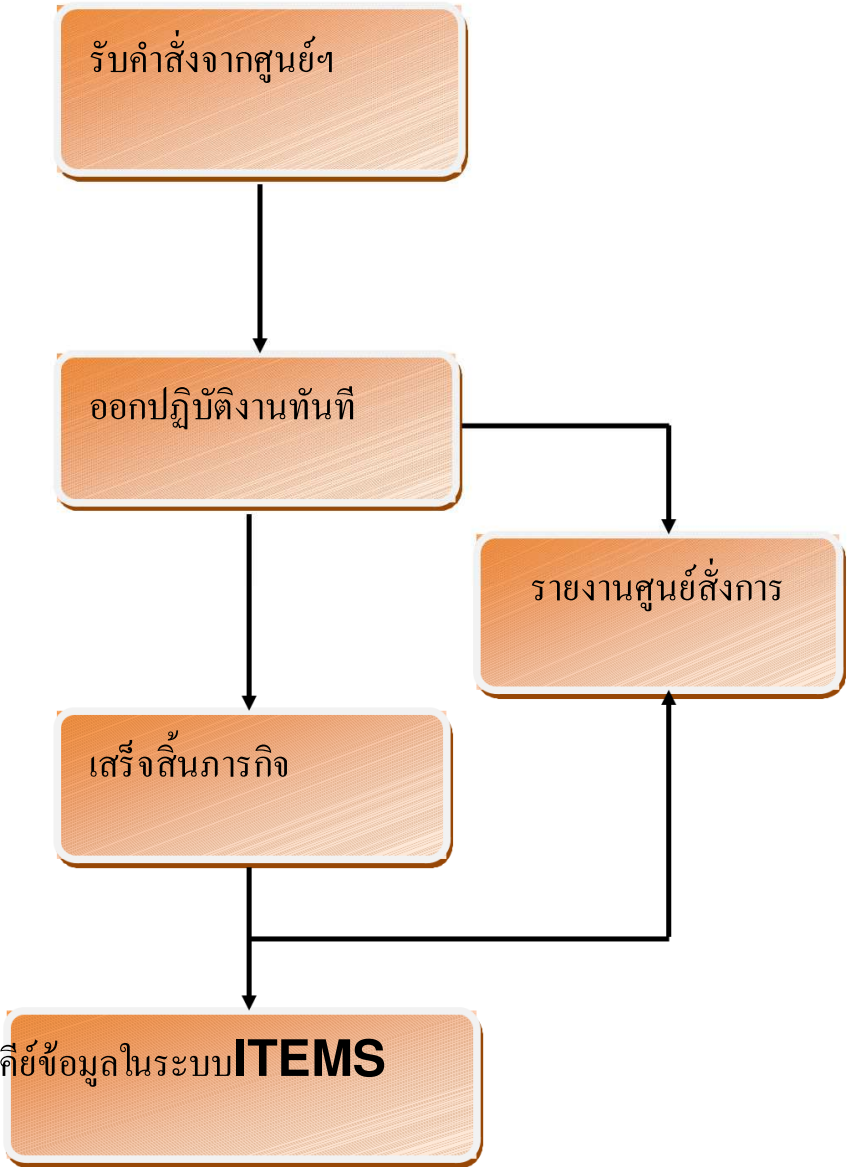 รับคำสั่งจากศูนย์ฯ
ออกปฏิบัติงานทันที
รายงานศูนย์สั่งการ
เสร็จสิ้นภารกิจ
คีย์ข้อมูลในระบบITEMS